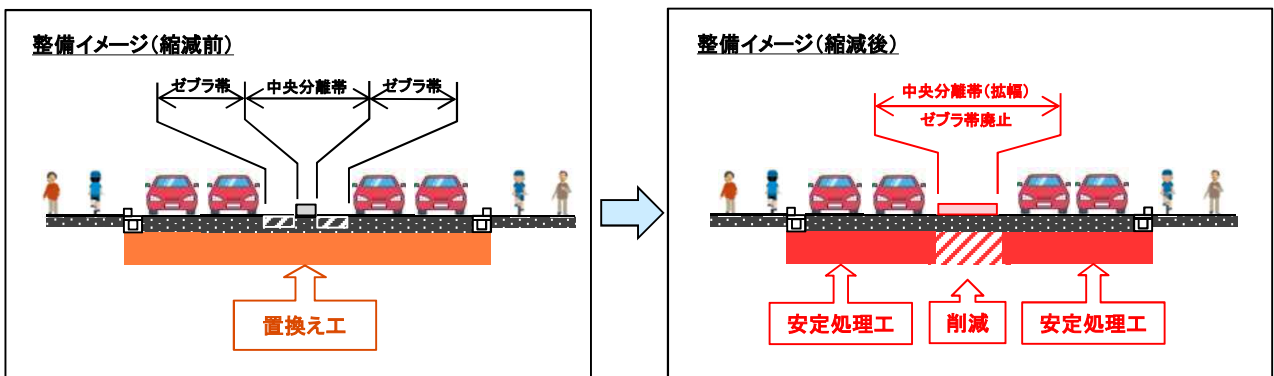 整備イメージ(縮減前)
ゼブラ帯
中央分離帯
ゼブラ帯
置換え工
整備イメージ(縮減後)
中央分離帯(拡幅)
ゼブラ帯廃止
安定処理工
削減
安定処理工